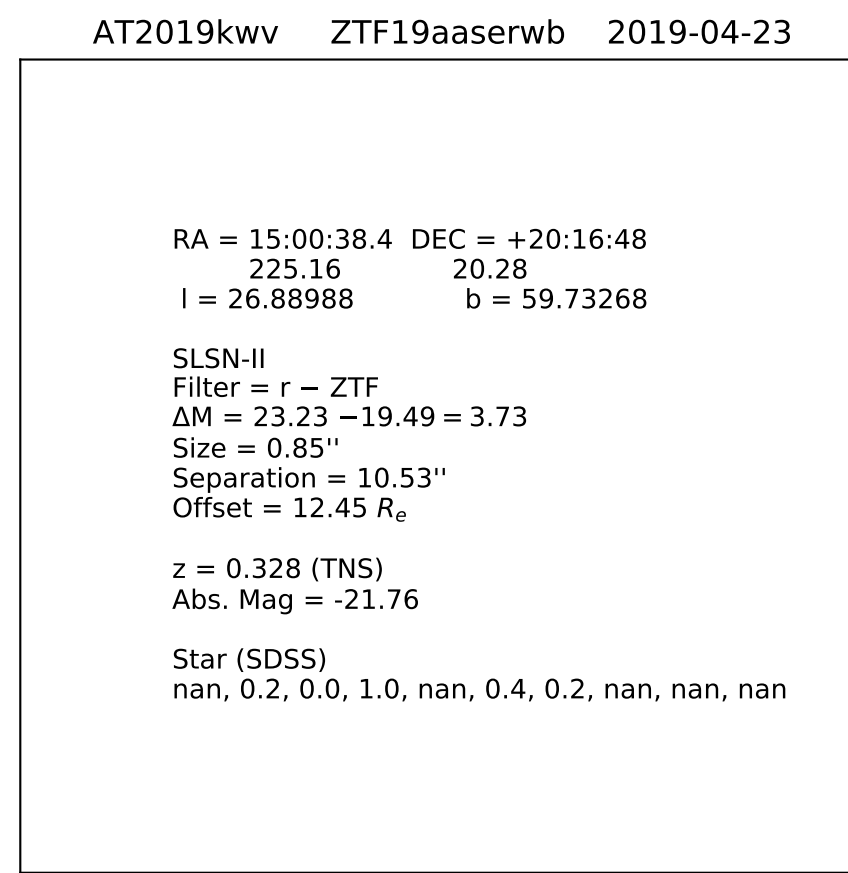 AT2019kwv ZTF19aaserwb 2019-04-23
RA = 15:00:38.4 DEC = +20:16:48
225.16 20.28
l = 26.88988 b = 59.73268
SLSN-II
Filter = r − ZTF
ΔM = 23.23 −19.49 = 3.73
Size = 0.85''
Separation = 10.53''
Offset = 12.45 Rₑ
z = 0.328 (TNS)
Abs. Mag = -21.76
Star (SDSS)
nan, 0.2, 0.0, 1.0, nan, 0.4, 0.2, nan, nan, nan